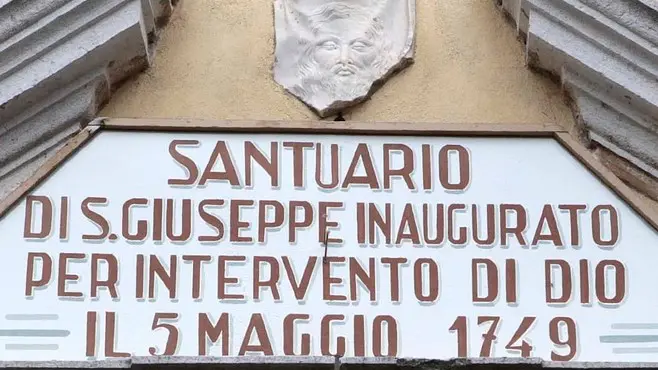 SANTUARIO
DI S. GIUSEPPE INAUGURATO
PER INTERVENTO DI DIO
IL 5 MAGGIO 1749